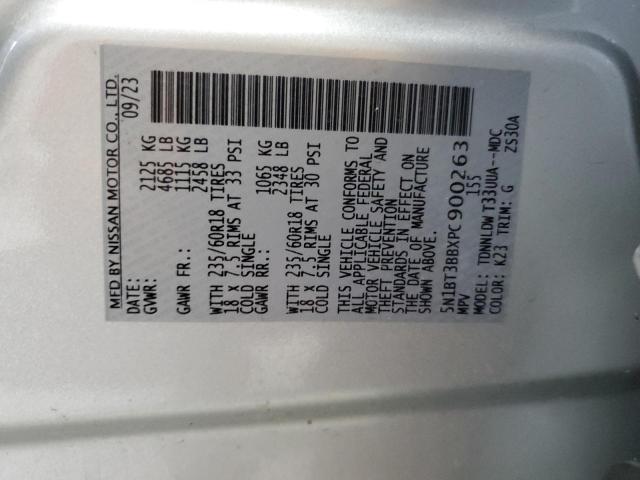 MFD BY NISSAN MOTOR CO., LTD.
DATE: 09/23
GVWR: 2125 KG
4685 LB
GAWR FR.: 1115 KG
2458 LB
WITH 235/60R18 TIRES
18 X 7.5 RIMS AT 33 PSI
COLD SINGLE
GAWR RR.: 1065 KG
2348 LB
WITH 235/60R18 TIRES
18 X 7.5 RIMS AT 30 PSI
COLD SINGLE
THIS VEHICLE CONFORMS TO
ALL APPLICABLE FEDERAL
MOTOR VEHICLE SAFETY AND
THEFT PREVENTION
STANDARDS IN EFFECT ON
THE DATE OF MANUFACTURE
SHOWN ABOVE.
5N1BT3BBXPC900263
MPV 155
MODEL: TDNNLDW T33UUA--MDC
COLOR: K23 TRIM: G ZS30A